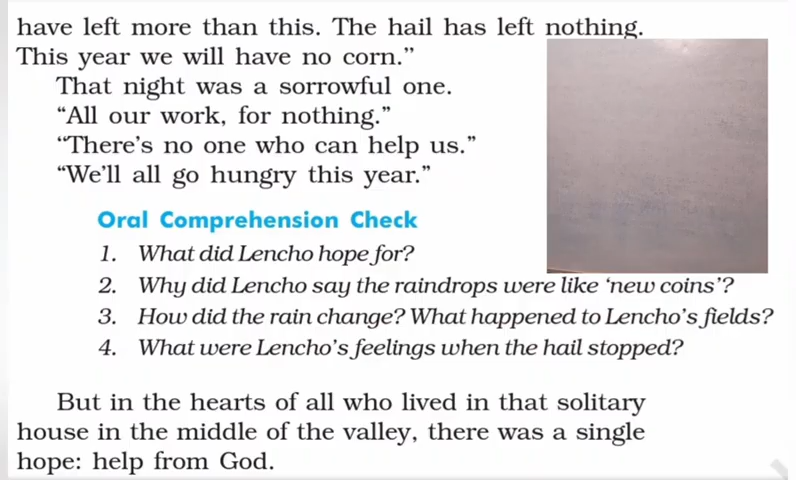 have left more than this. The hail has left nothing.
This year we will have no corn.”
That night was a sorrowful one.
“All our work, for nothing.”
“There’s no one who can help us.”
“We’ll all go hungry this year.”
Oral Comprehension Check
1. What did Lencho hope for?
2. Why did Lencho say the raindrops were like ‘new coins’?
3. How did the rain change? What happened to Lencho’s fields?
4. What were Lencho’s feelings when the hail stopped?
But in the hearts of all who lived in that solitary
house in the middle of the valley, there was a single
hope: help from God.